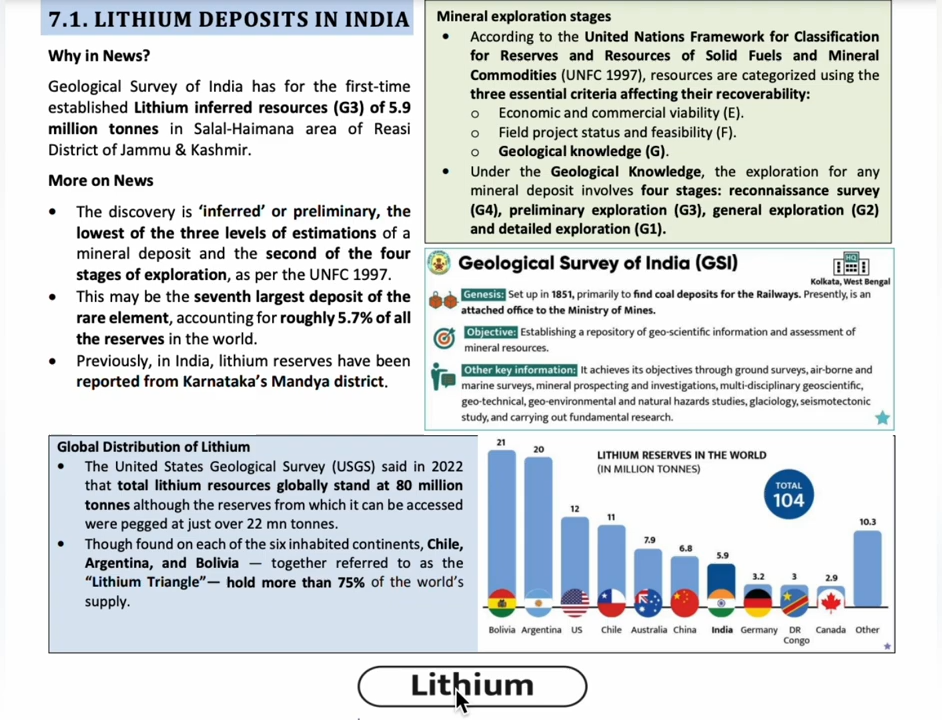 7.1. LITHIUM DEPOSITS IN INDIA
Why in News?
Geological Survey of India has for the first-time
established Lithium inferred resources (G3) of 5.9
million tonnes in Salal-Haimana area of Reasi
District of Jammu & Kashmir.
More on News
• The discovery is ‘inferred’ or preliminary, the
lowest of the three levels of estimations of a
mineral deposit and the second of the four
stages of exploration, as per the UNFC 1997.
• This may be the seventh largest deposit of the
rare element, accounting for roughly 5.7% of all
the reserves in the world.
• Previously, in India, lithium reserves have been
reported from Karnataka’s Mandya district.
Mineral exploration stages
• According to the United Nations Framework for Classification
for Reserves and Resources of Solid Fuels and Mineral
Commodities (UNFC 1997), resources are categorized using the
three essential criteria affecting their recoverability:
o Economic and commercial viability (E).
o Field project status and feasibility (F).
o Geological knowledge (G).
• Under the Geological Knowledge, the exploration for any
mineral deposit involves four stages: reconnaissance survey
(G4), preliminary exploration (G3), general exploration (G2)
and detailed exploration (G1).
Geological Survey of India (GSI)
HQ
Kolkata, West Bengal
Genesis: Set up in 1851, primarily to find coal deposits for the Railways. Presently, is an
attached office to the Ministry of Mines.
Objective: Establishing a repository of geo-scientific information and assessment of
mineral resources.
Other key information: It achieves its objectives through ground surveys, air-borne and
marine surveys, mineral prospecting and investigations, multi-disciplinary geoscientific,
geo-technical, geo-environmental and natural hazards studies, glaciology, seismotectonic
study, and carrying out fundamental research.
Global Distribution of Lithium
• The United States Geological Survey (USGS) said in 2022
that total lithium resources globally stand at 80 million
tonnes although the reserves from which it can be accessed
were pegged at just over 22 mn tonnes.
• Though found on each of the six inhabited continents, Chile,
Argentina, and Bolivia — together referred to as the
“Lithium Triangle”— hold more than 75% of the world’s
supply.
LITHIUM RESERVES IN THE WORLD
(IN MILLION TONNES)
TOTAL
104
21 20 12 11 7.9 6.8 5.9 3.2 3 2.9 10.3
Bolivia Argentina US Chile Australia China India Germany DR Congo Canada Other
Lithium